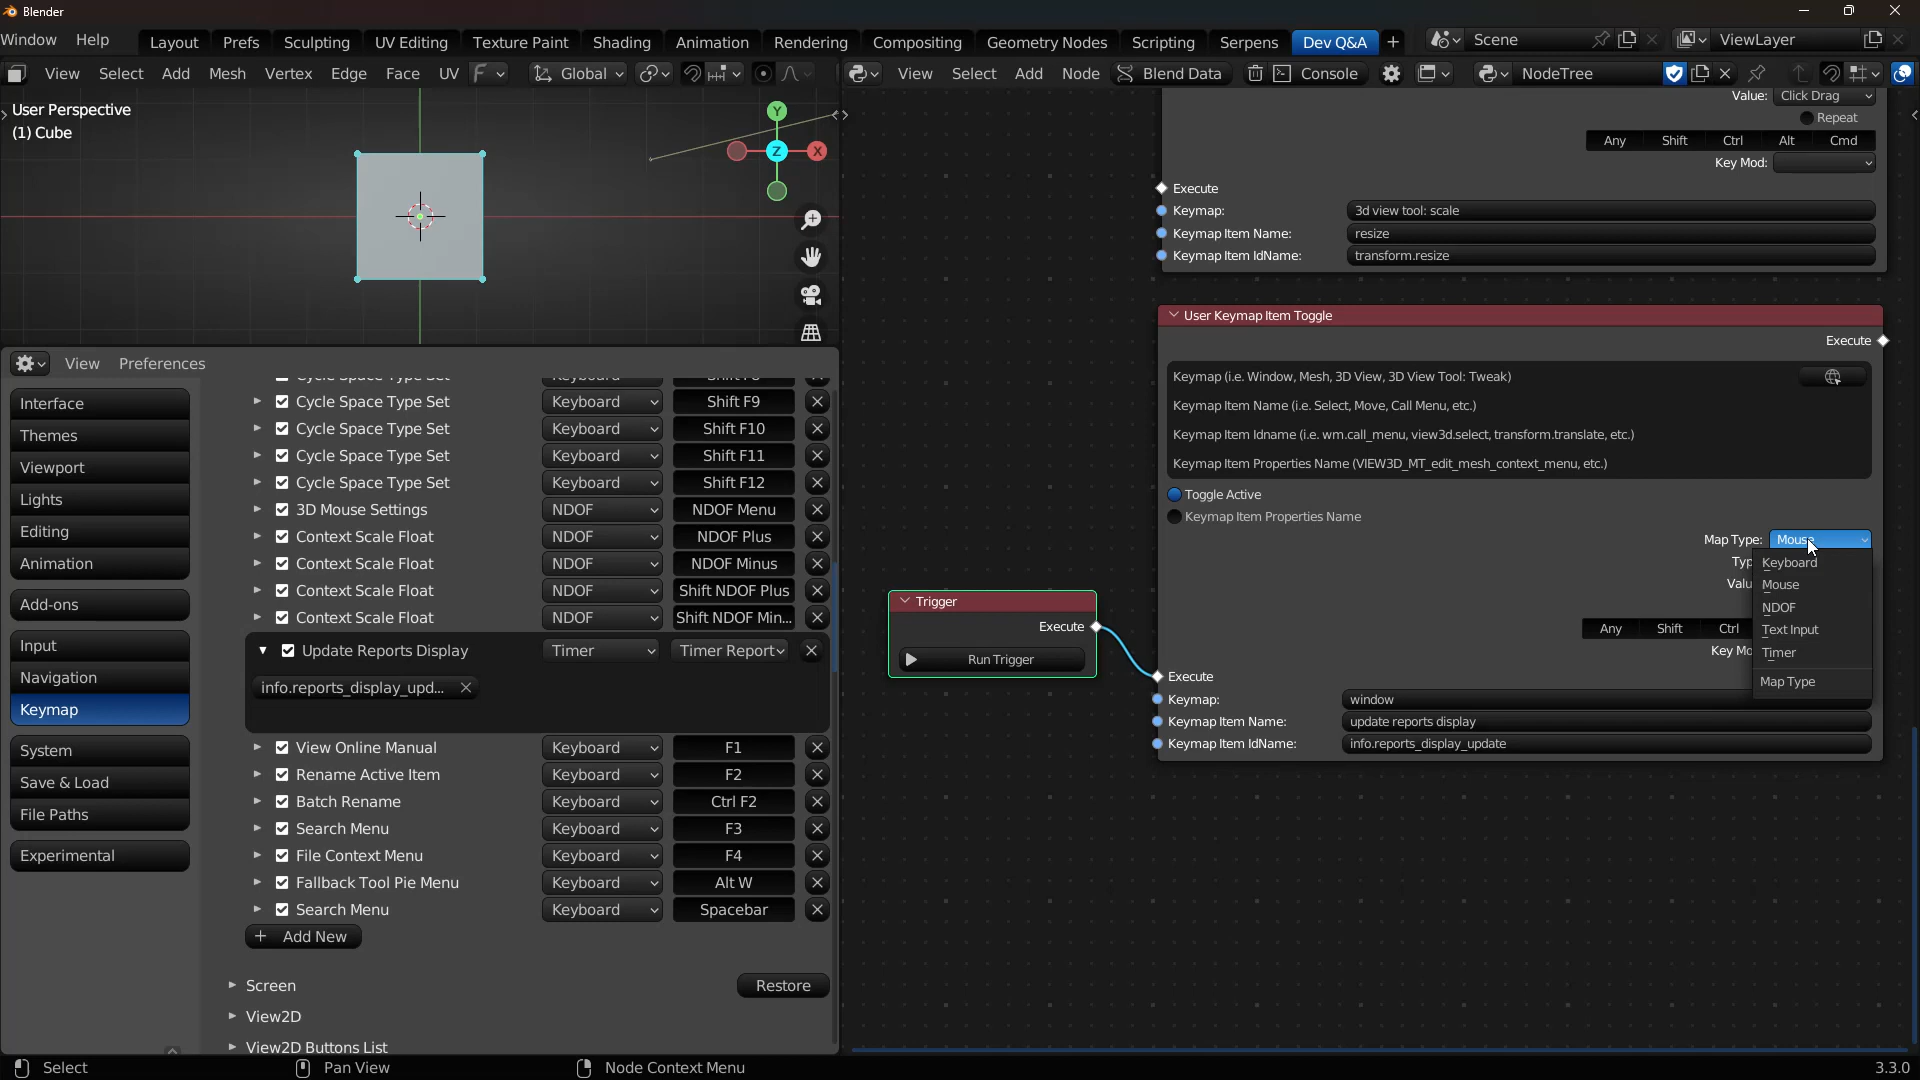 Blender
Window Help Layout Prefs Sculpting UV Editing Texture Paint Shading Animation Rendering Compositing Geometry Nodes Scripting Serpens Dev Q&A + Scene ViewLayer
View Select Add Mesh Vertex Edge Face UV F Global
View Select Add Node Blend Data Console NodeTree
User Perspective
(1) Cube
Y
Z
X
View Preferences
Interface
Themes
Viewport
Lights
Editing
Animation
Add-ons
Input
Navigation
Keymap
System
Save & Load
File Paths
Experimental
Cycle Space Type Set Keyboard
Cycle Space Type Set Keyboard Shift F9
Cycle Space Type Set Keyboard Shift F10
Cycle Space Type Set Keyboard Shift F11
Cycle Space Type Set Keyboard Shift F12
3D Mouse Settings NDOF NDOF Menu
Context Scale Float NDOF NDOF Plus
Context Scale Float NDOF NDOF Minus
Context Scale Float NDOF Shift NDOF Plus
Context Scale Float NDOF Shift NDOF Min...
Update Reports Display Timer Timer Report
info.reports_display_upd...
View Online Manual Keyboard F1
Rename Active Item Keyboard F2
Batch Rename Keyboard Ctrl F2
Search Menu Keyboard F3
File Context Menu Keyboard F4
Fallback Tool Pie Menu Keyboard Alt W
Search Menu Keyboard Spacebar
+ Add New
Screen Restore
View2D
View2D Buttons List
Value: Click Drag
Repeat
Any Shift Ctrl Alt Cmd
Key Mod:
Execute
Keymap: 3d view tool: scale
Keymap Item Name: resize
Keymap Item IdName: transform.resize
User Keymap Item Toggle
Execute
Keymap (i.e. Window, Mesh, 3D View, 3D View Tool: Tweak)
Keymap Item Name (i.e. Select, Move, Call Menu, etc.)
Keymap Item Idname (i.e. wm.call_menu, view3d.select, transform.translate, etc.)
Keymap Item Properties Name (VIEW3D_MT_edit_mesh_context_menu, etc.)
Toggle Active
Keymap Item Properties Name
Map Type: Mouse
Typ
Valu
Any Shift Ctrl
Key Mo
Keyboard
Mouse
NDOF
Text Input
Timer
Map Type
Execute
Keymap: window
Keymap Item Name: update reports display
Keymap Item IdName: info.reports_display_update
Trigger
Execute
Run Trigger
Select Pan View Node Context Menu 3.3.0